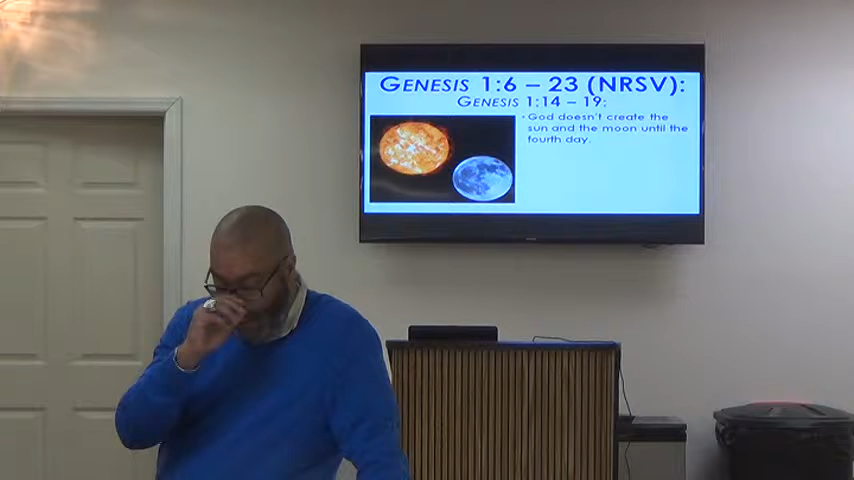 GENESIS 1:6 – 23 (NRSV):
GENESIS 1:14 – 19:
• God doesn't create the
sun and the moon until the
fourth day.